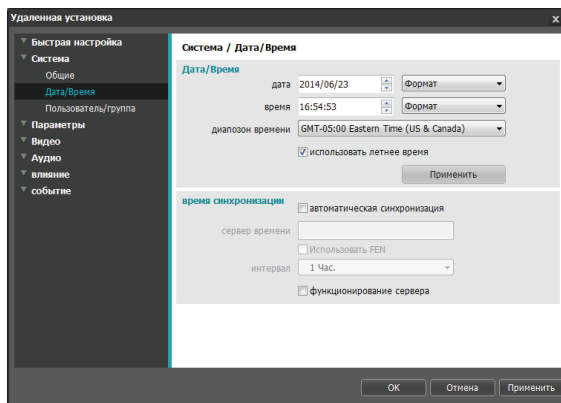 Удаленная установка
x
Быстрая настройка
Система
Общие
Дата/Время
Пользователь/группа
Параметры
Видео
Аудио
влияние
событие
Система / Дата/Время
Дата/Время
дата 2014/06/23 Формат
время 16:54:53 Формат
диапозон времени GMT-05:00 Eastern Time (US & Canada)
использовать летнее время
Применить
время синхронизации
автоматическая синхронизация
сервер времени
Использовать FEN
интервал 1 Час.
функционирование сервера
OK Отмена Применить